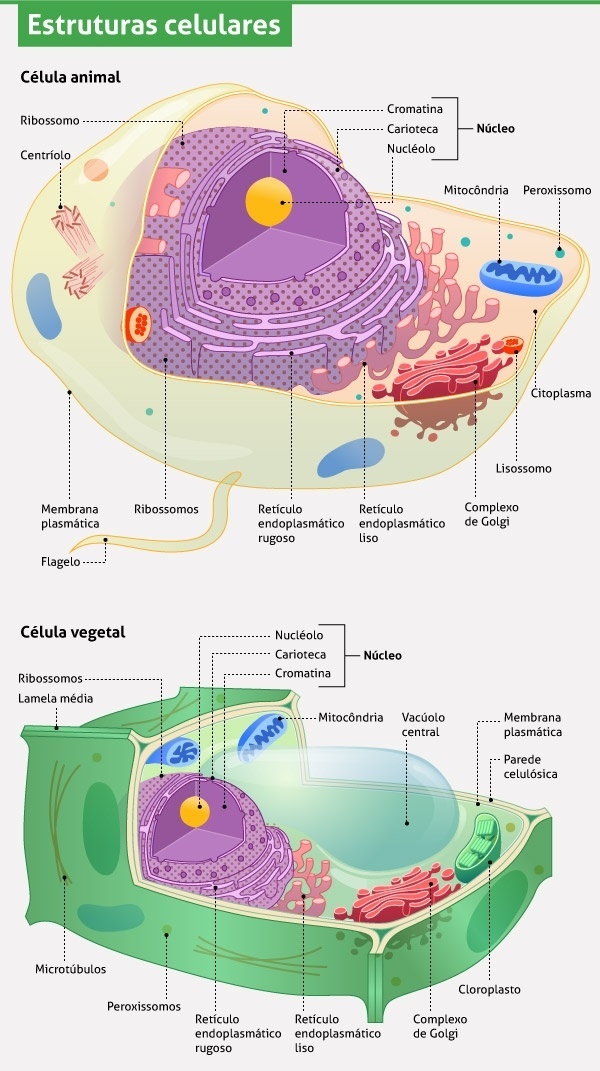 Estruturas celulares
Célula animal
Ribossomo
Centríolo
Cromatina
Carioteca
Nucléolo
Núcleo
Mitocôndria
Peroxissomo
Citoplasma
Lisossomo
Membrana
plasmática
Ribossomos
Retículo
endoplasmático
rugoso
Retículo
endoplasmático
liso
Complexo
de Golgi
Flagelo
Célula vegetal
Nucléolo
Carioteca
Cromatina
Núcleo
Ribossomos
Lamela média
Mitocôndria
Vacúolo
central
Membrana
plasmática
Parede
celulósica
Microtúbulos
Peroxissomos
Retículo
endoplasmático
rugoso
Retículo
endoplasmático
liso
Complexo
de Golgi
Cloroplasto